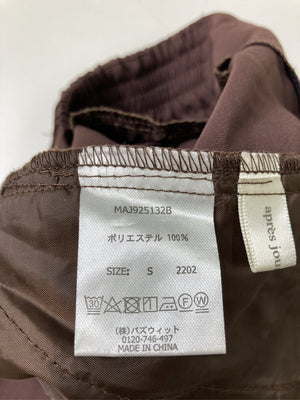 MAJ925132B
ポリエステル 100%
SIZE: S 2202
(株)パズウィット
0120-746-497
MADE IN CHINA
après jou